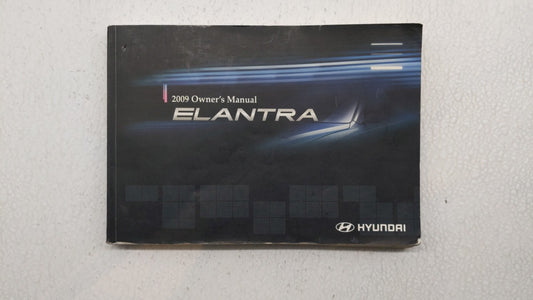 2009 Owner's Manual
ELANTRA
HYUNDAI